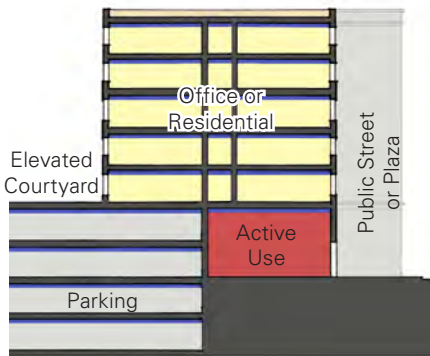 Office or
Residential
Elevated
Courtyard
Public Street
or Plaza
Active
Use
Parking